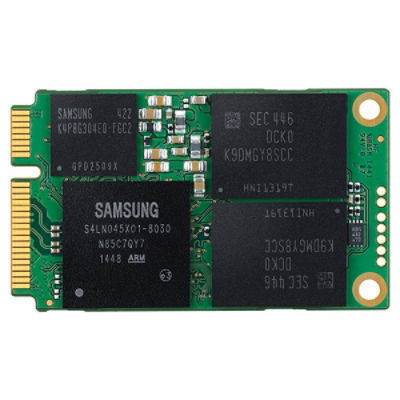 SAMSUNG 422
K4P8G304EQ-FGC2
GPD2509X
SEC 446
DCK0
K9DMGY8SCC
HNI1319T
SAMSUNG
S4LN045X01-8030
N85C7QY7
1448 ARM
HNI1319T
K9DMGY8SCC
DCK0
SEC 446